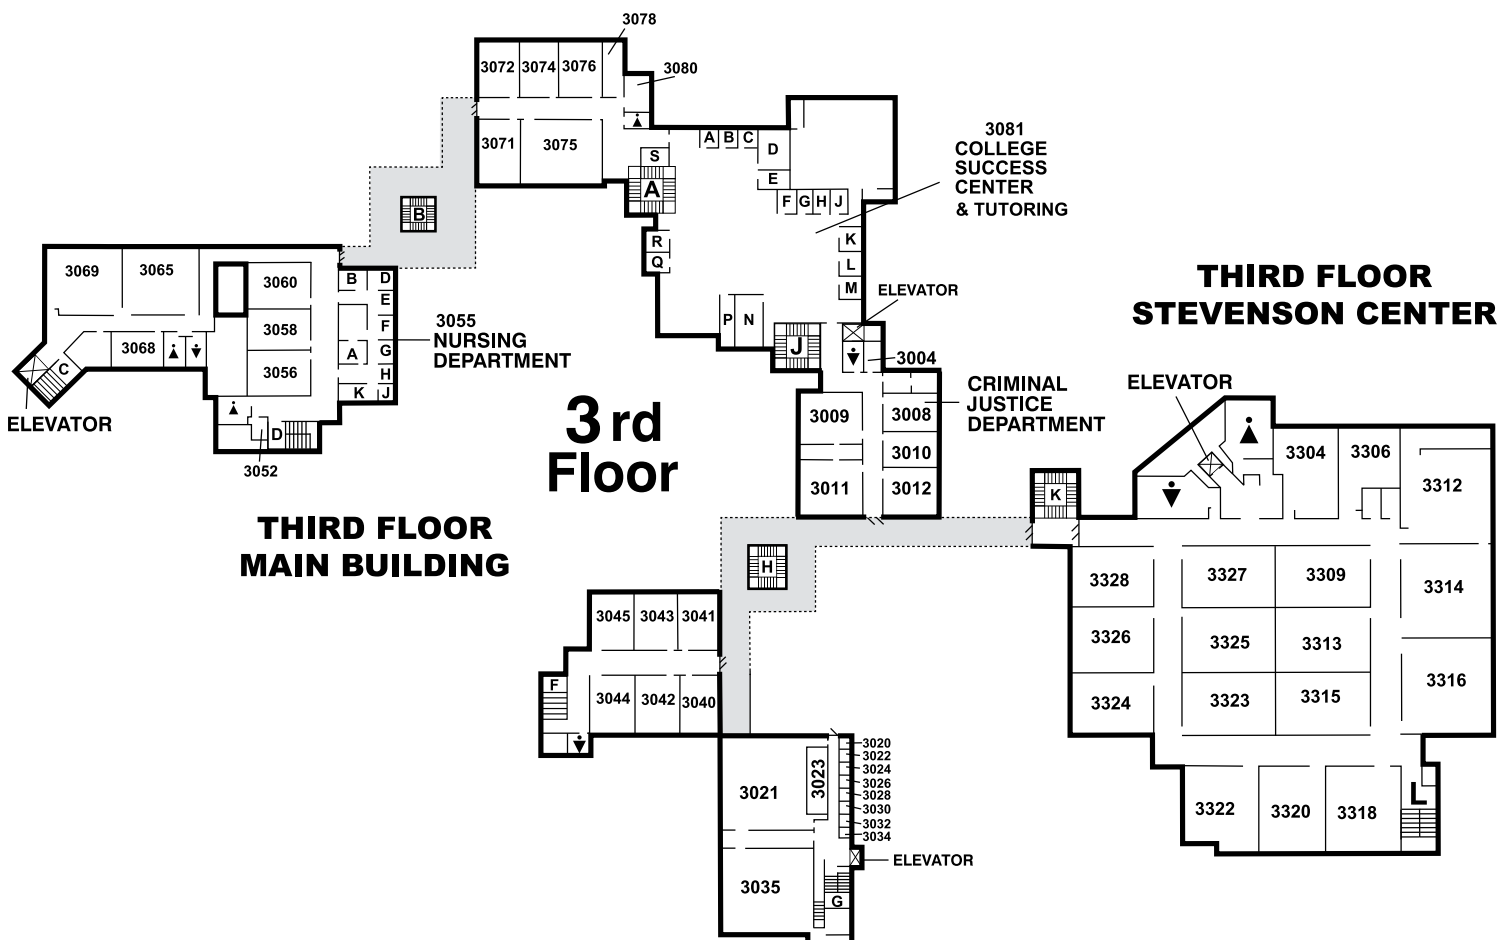 3078
3072
3074
3076
3080
3071
3075
S
A
A
B
C
D
E
F
G
H
J
3081
COLLEGE
SUCCESS
CENTER
& TUTORING
B
R
Q
K
L
M
P
N
J
ELEVATOR
3004
3069
3065
3060
3058
3056
3068
C
ELEVATOR
B
D
E
F
G
H
J
K
A
3055
NURSING
DEPARTMENT
D
3052
3 rd
Floor
THIRD FLOOR
MAIN BUILDING
3009
3008
3010
3011
3012
CRIMINAL
JUSTICE
DEPARTMENT
THIRD FLOOR
STEVENSON CENTER
ELEVATOR
K
3304
3306
3312
3328
3327
3309
3314
3326
3325
3313
3316
3324
3323
3315
3322
3320
3318
L
H
3045
3043
3041
F
3044
3042
3040
3021
3023
3020
3022
3024
3026
3028
3030
3032
3034
ELEVATOR
3035
G